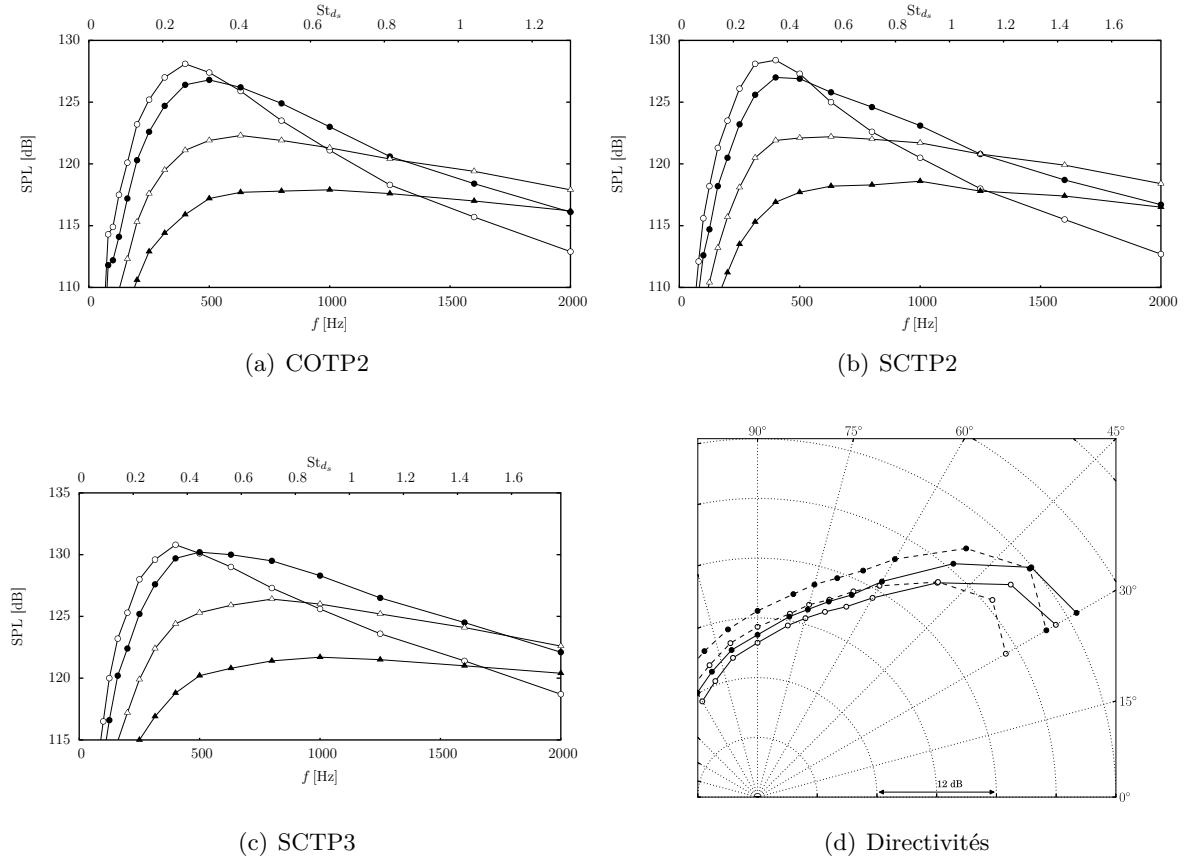 St_{d_s}
0 0.2 0.4 0.6 0.8 1 1.2
130
125
120
115
110
SPL [dB]
0 500 1000 1500 2000
f [Hz]
(a) COTP2
St_{d_s}
0 0.2 0.4 0.6 0.8 1 1.2
130
125
120
115
110
SPL [dB]
0 500 1000 1500 2000
f [Hz]
(b) SCTP2
St_{d_s}
0 0.2 0.4 0.6 0.8 1 1.2 1.4 1.6
135
130
125
120
115
SPL [dB]
0 500 1000 1500 2000
f [Hz]
(c) SCTP3
90° 75° 60° 45°
30°
15°
12 dB
0°
(d) Directivités